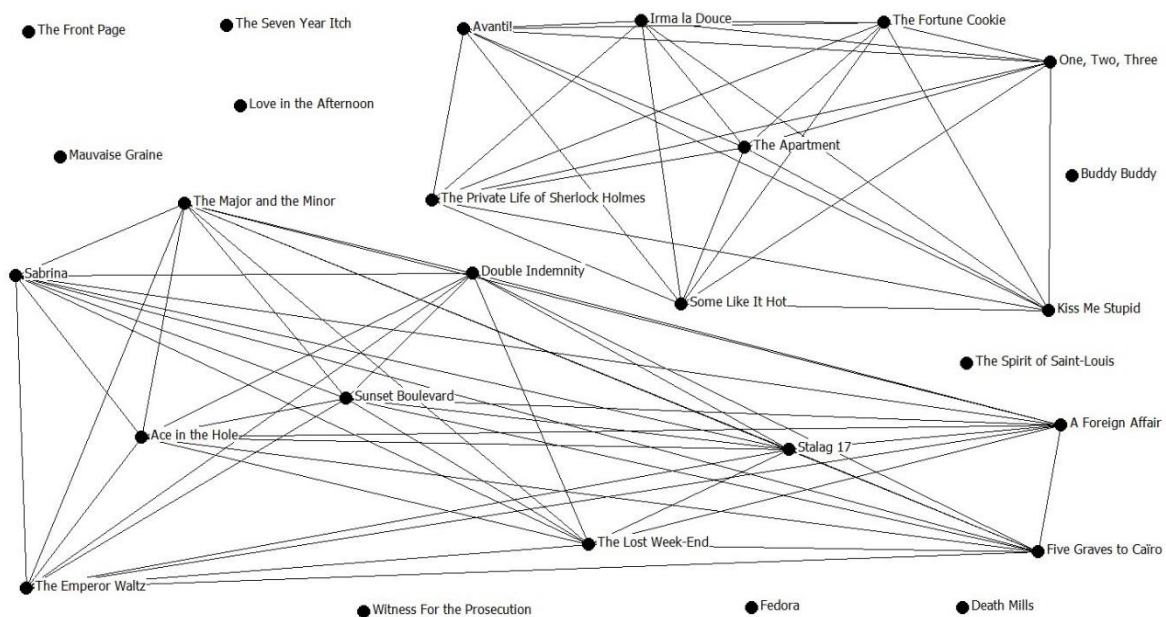 The Front Page
The Seven Year Itch
Avanti!
Irma la Douce
The Fortune Cookie
One, Two, Three
Love in the Afternoon
Mauvaise Graine
The Apartment
Buddy Buddy
The Private Life of Sherlock Holmes
The Major and the Minor
Sabrina
Double Indemnity
Some Like It Hot
Kiss Me Stupid
The Spirit of Saint-Louis
Sunset Boulevard
A Foreign Affair
Ace in the Hole
Stalag 17
The Lost Week-End
Five Graves to Caïro
The Emperor Waltz
Witness For the Prosecution
Fedora
Death Mills